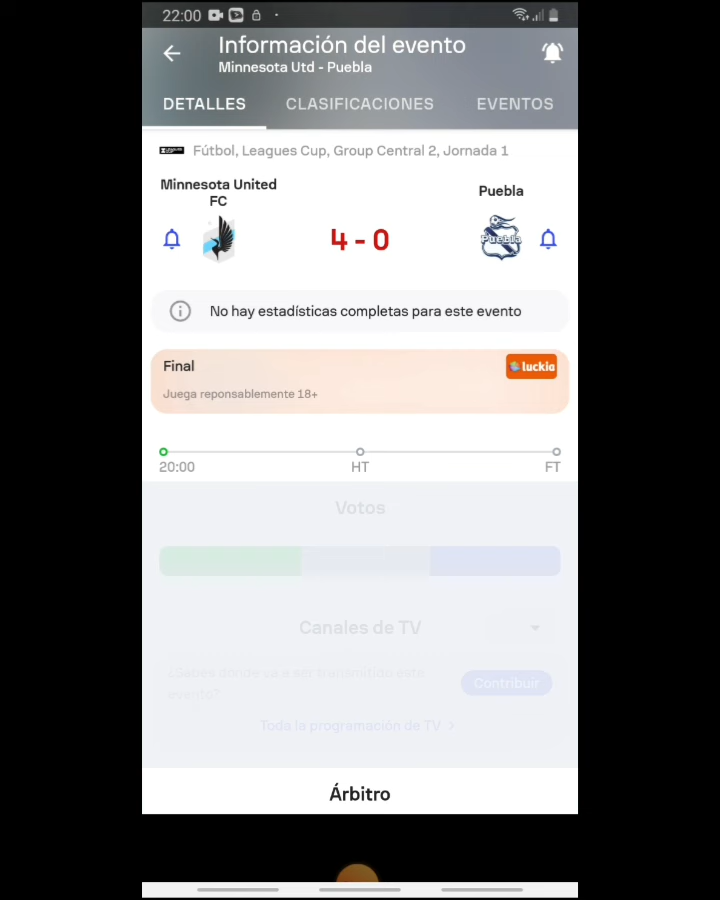 22:00
Información del evento
Minnesota Utd - Puebla
DETALLES CLASIFICACIONES EVENTOS
Fútbol, Leagues Cup, Group Central 2, Jornada 1
Minnesota United
FC
Puebla
4 - 0
Puebla
No hay estadísticas completas para este evento
Final
luckia
Juega reponsablemente 18+
20:00 HT FT
Votos
Canales de TV
¿Sabes dónde va a ser transmitido este
evento?
Contribuir
Toda la programación de TV >
Árbitro